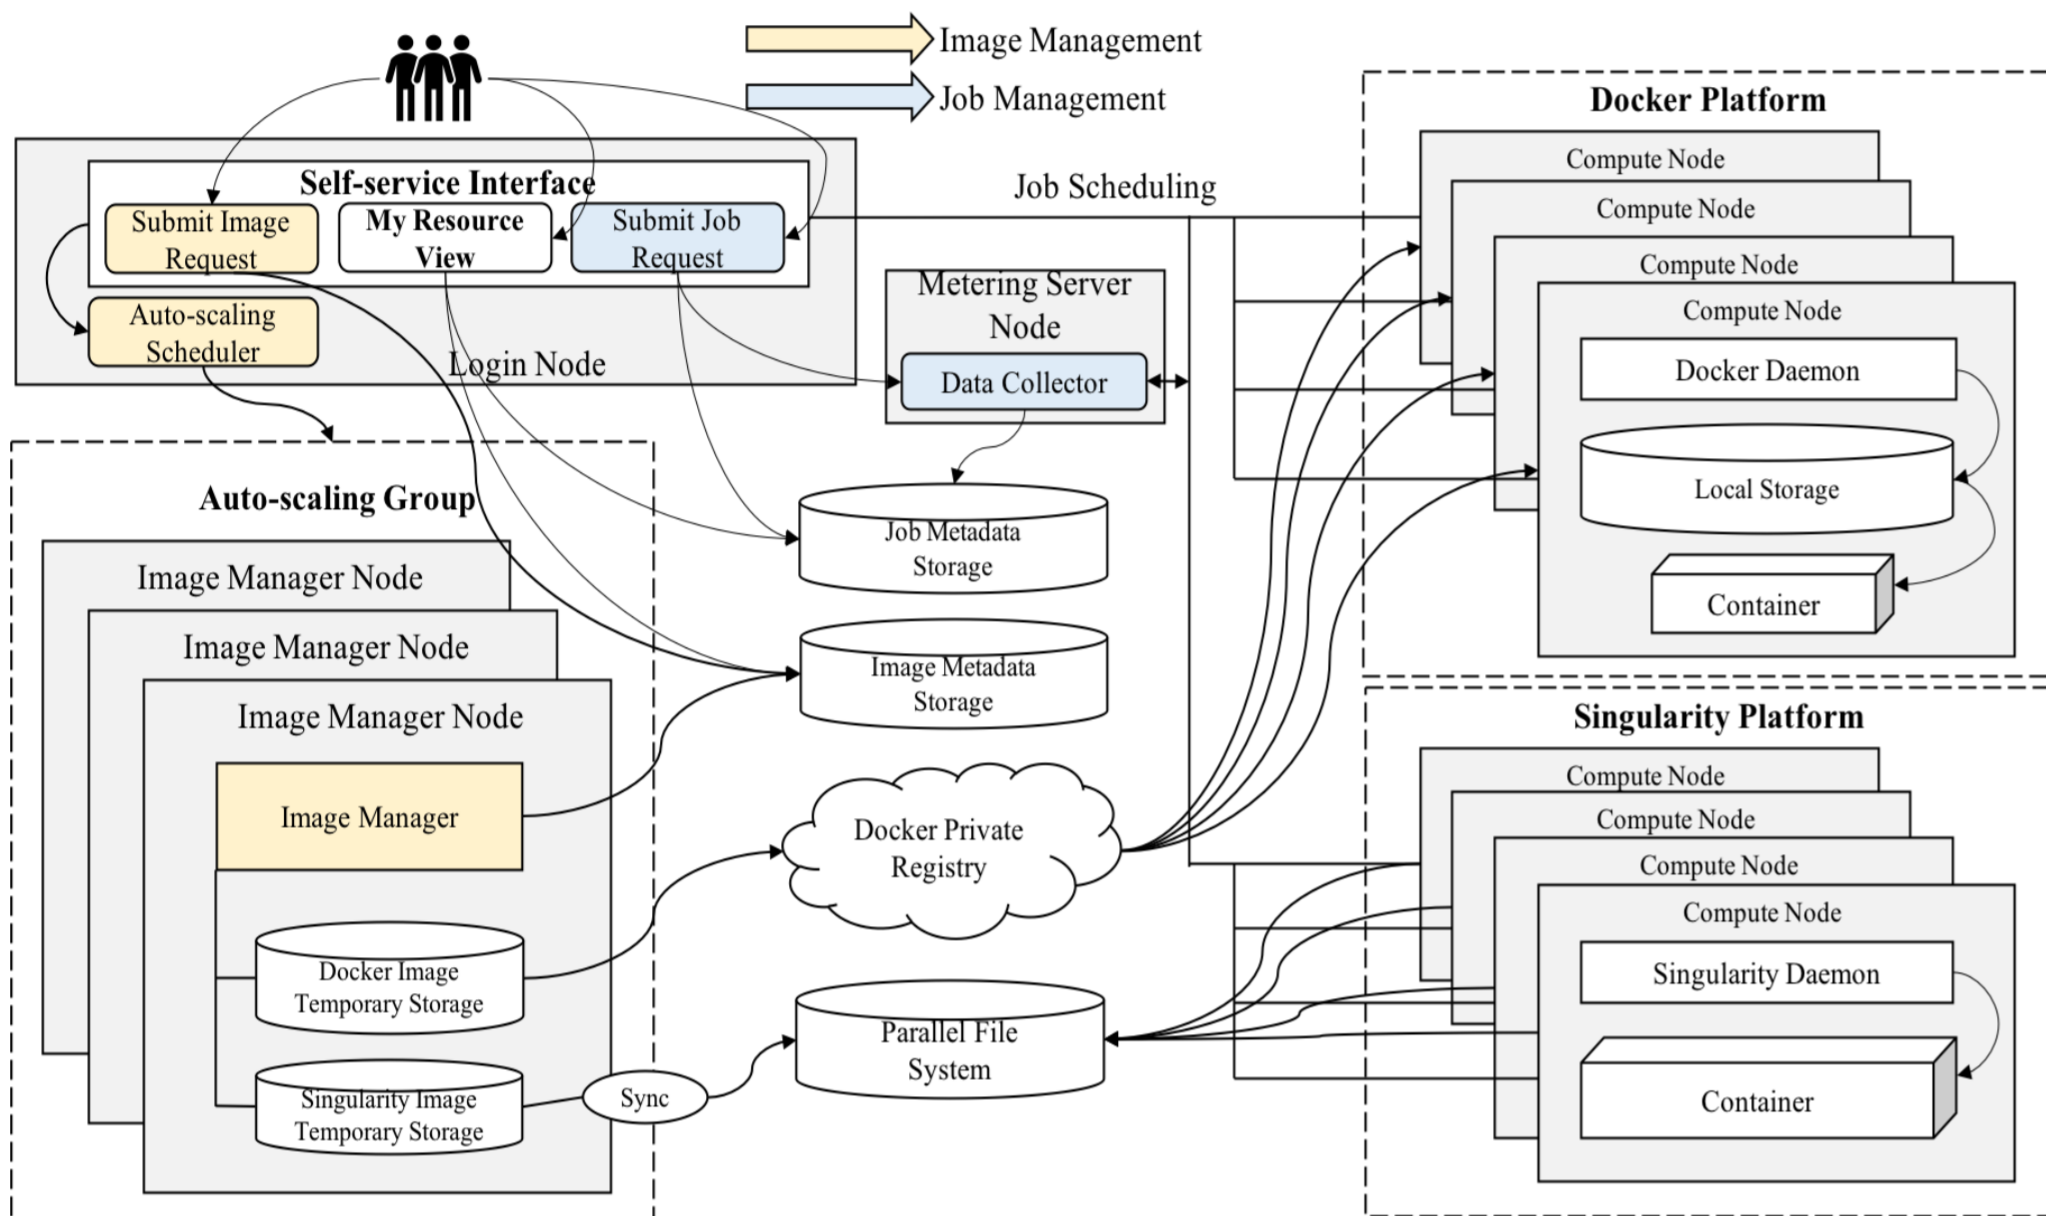 Image Management
Job Management
Self-service Interface
Submit Image
Request
My Resource
View
Submit Job
Request
Auto-scaling
Scheduler
Login Node
Job Scheduling
Metering Server
Node
Data Collector
Auto-scaling Group
Image Manager Node
Image Manager Node
Image Manager Node
Image Manager
Docker Image
Temporary Storage
Singularity Image
Temporary Storage
Sync
Job Metadata
Storage
Image Metadata
Storage
Docker Private
Registry
Parallel File
System
Docker Platform
Compute Node
Compute Node
Compute Node
Compute Node
Docker Daemon
Local Storage
Container
Singularity Platform
Compute Node
Compute Node
Compute Node
Compute Node
Singularity Daemon
Container